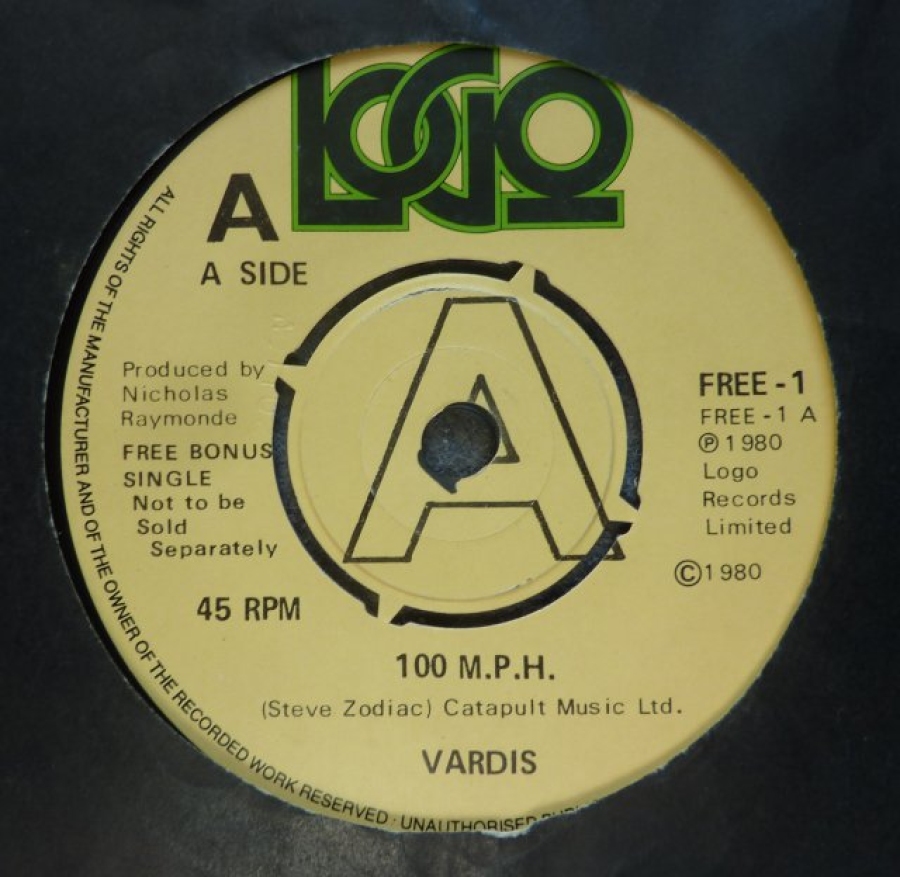 LOGO
A
A SIDE
Produced by
Nicholas
Raymonde
FREE BONUS
SINGLE
Not to be
Sold
Separately
45 RPM
A
FREE - 1
FREE - 1 A
℗ 1980
Logo
Records
Limited
© 1980
100 M.P.H.
(Steve Zodiac) Catapult Music Ltd.
VARDIS
ALL RIGHTS OF THE MANUFACTURER AND OF THE OWNER OF THE RECORDED WORK RESERVED · UNAUTHORISED